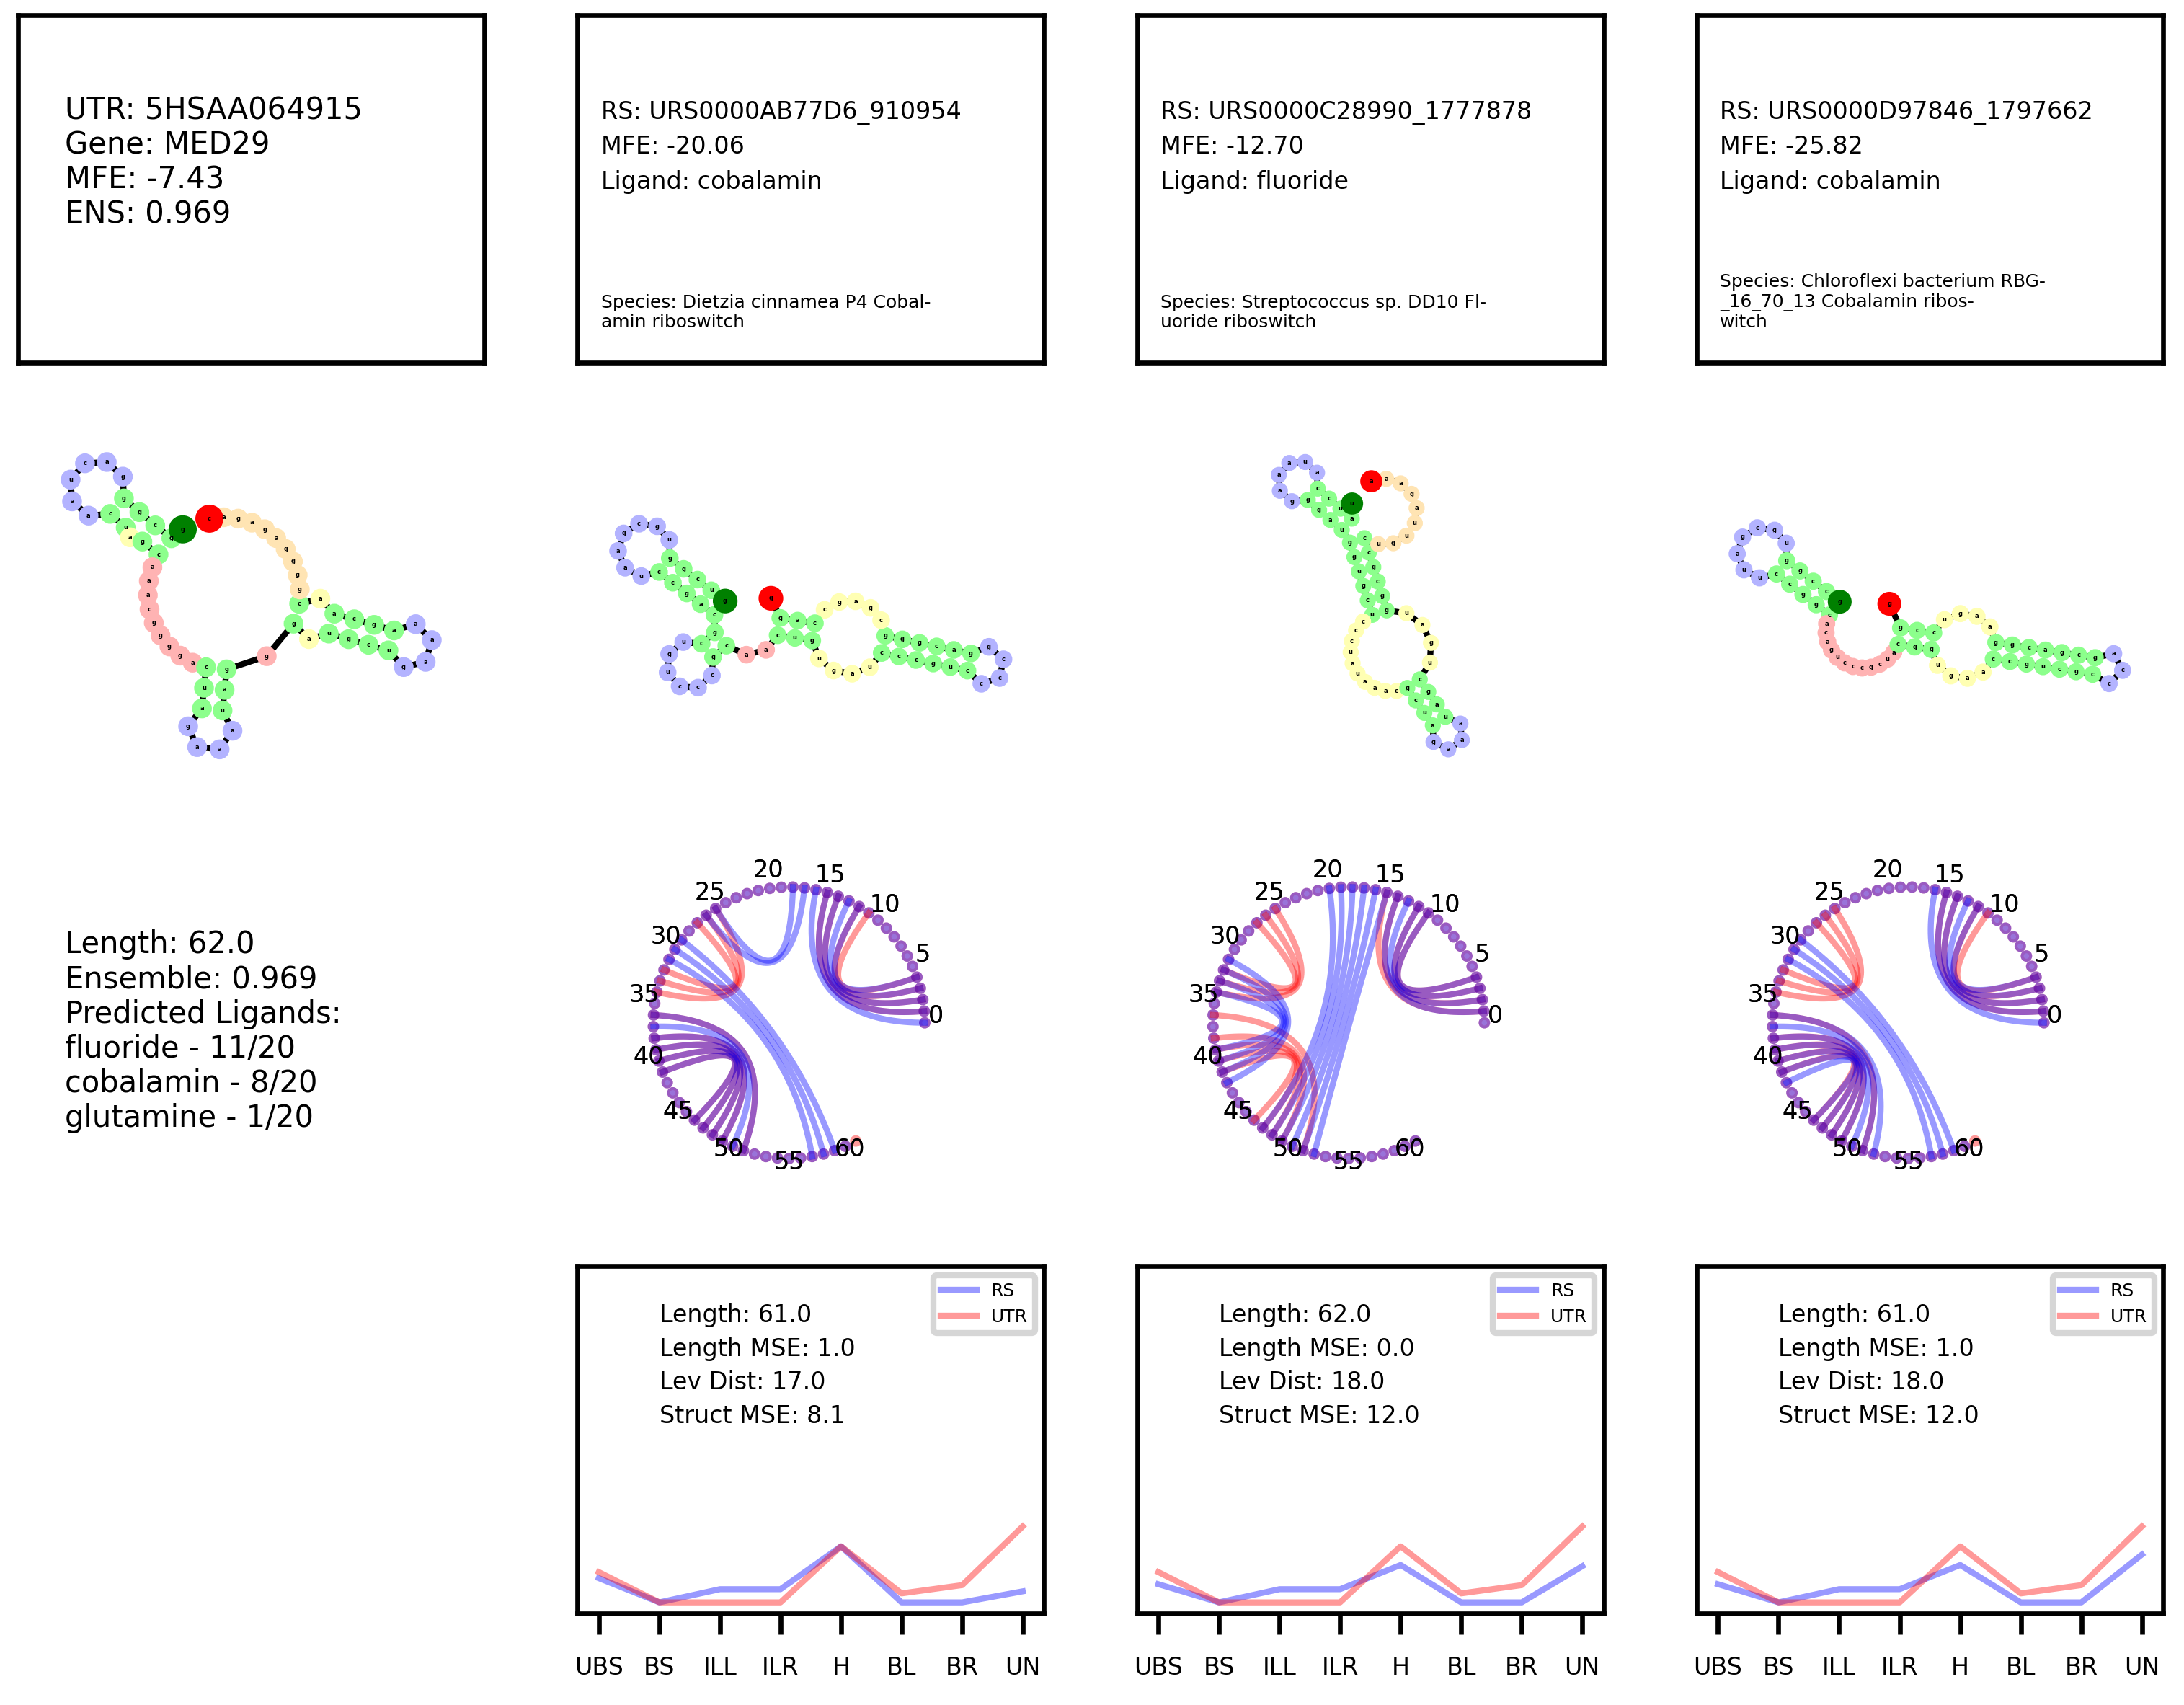 UTR: 5HSAA064915
Gene: MED29
MFE: -7.43
ENS: 0.969
RS: URS0000AB77D6_910954
MFE: -20.06
Ligand: cobalamin
Species: Dietzia cinnamea P4 Cobal-
amin riboswitch
RS: URS0000C28990_1777878
MFE: -12.70
Ligand: fluoride
Species: Streptococcus sp. DD10 Fl-
uoride riboswitch
RS: URS0000D97846_1797662
MFE: -25.82
Ligand: cobalamin
Species: Chloroflexi bacterium RBG-
_16_70_13 Cobalamin ribos-
witch
Length: 62.0
Ensemble: 0.969
Predicted Ligands:
fluoride - 11/20
cobalamin - 8/20
glutamine - 1/20
0 5 10 15 20 25 30 35 40 45 50 55 60
0 5 10 15 20 25 30 35 40 45 50 55 60
0 5 10 15 20 25 30 35 40 45 50 55 60
RS
UTR
Length: 61.0
Length MSE: 1.0
Lev Dist: 17.0
Struct MSE: 8.1
UBS BS ILL ILR H BL BR UN
RS
UTR
Length: 62.0
Length MSE: 0.0
Lev Dist: 18.0
Struct MSE: 12.0
UBS BS ILL ILR H BL BR UN
RS
UTR
Length: 61.0
Length MSE: 1.0
Lev Dist: 18.0
Struct MSE: 12.0
UBS BS ILL ILR H BL BR UN